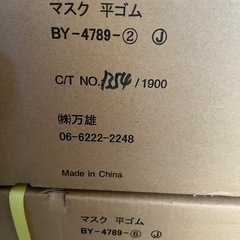 マスク 平ゴム
BY-4789-② Ⓙ
C/T NO.1354/1900
㈱万雄
06-6222-2248
Made in China
マスク 平ゴム
BY-4789-⑥ Ⓙ